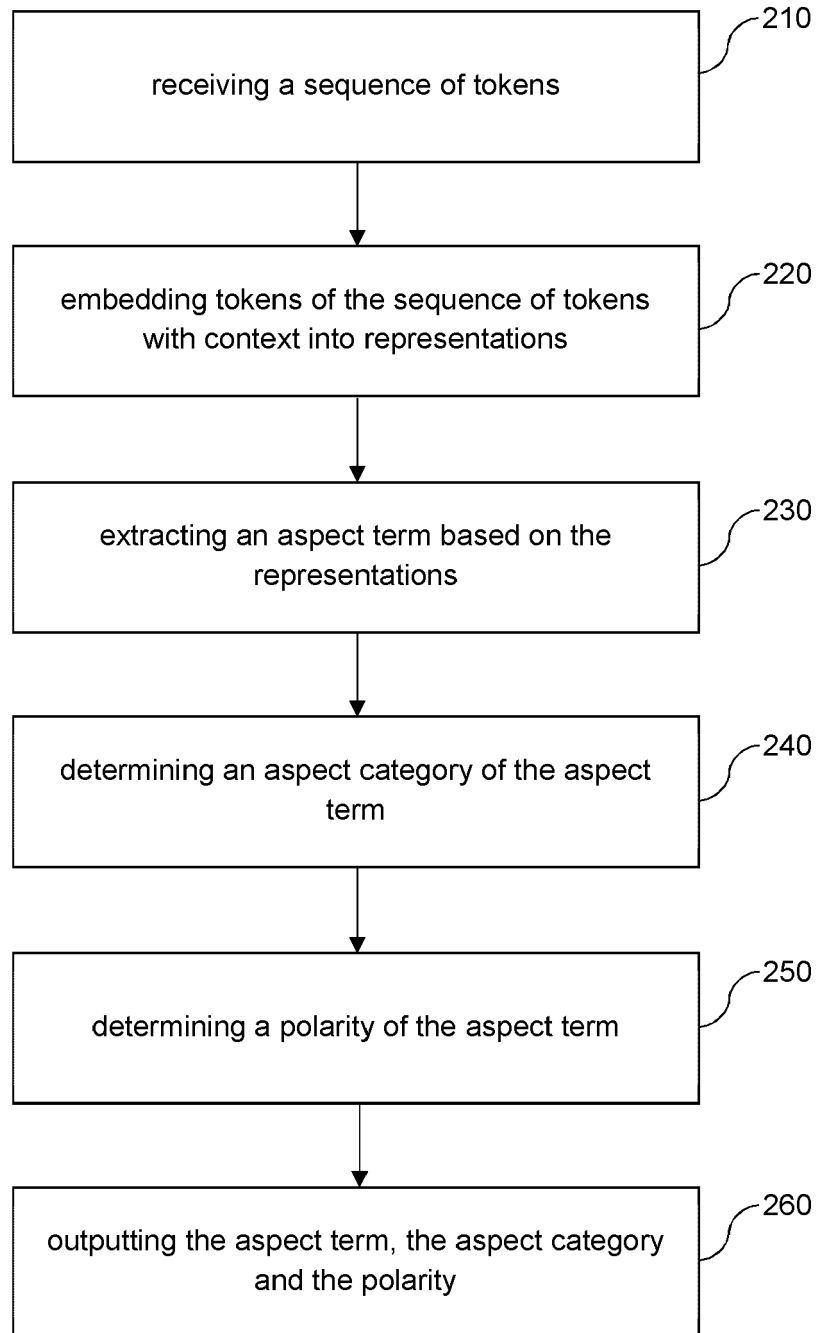 210
receiving a sequence of tokens
220
embedding tokens of the sequence of tokens
with context into representations
230
extracting an aspect term based on the
representations
240
determining an aspect category of the aspect
term
250
determining a polarity of the aspect term
260
outputting the aspect term, the aspect category
and the polarity